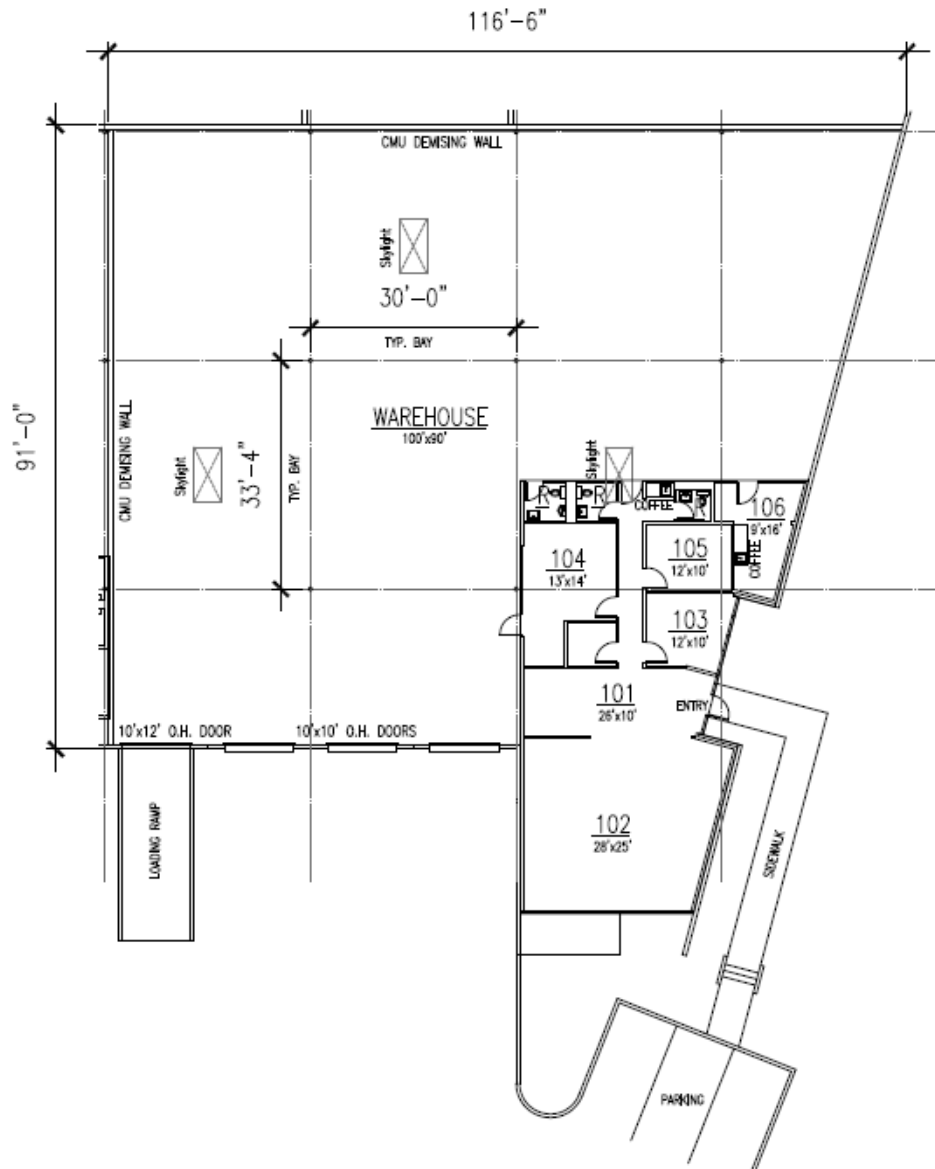 116'-6"
CMU DEMISING WALL
Skylight
30'-0"
TYP. BAY
91'-0"
CMU DEMISING WALL
Skylight
33'-4"
TYP. BAY
WAREHOUSE
100'x90'
Skylight
R
R
COFFEE
R
106
9'x16'
COFFEE
104
13'x14'
105
12'x10'
103
12'x10'
101
26'x10'
ENTRY
10'x12' O.H. DOOR
10'x10' O.H. DOORS
LOADING RAMP
102
28'x25'
SIDEWALK
PARKING